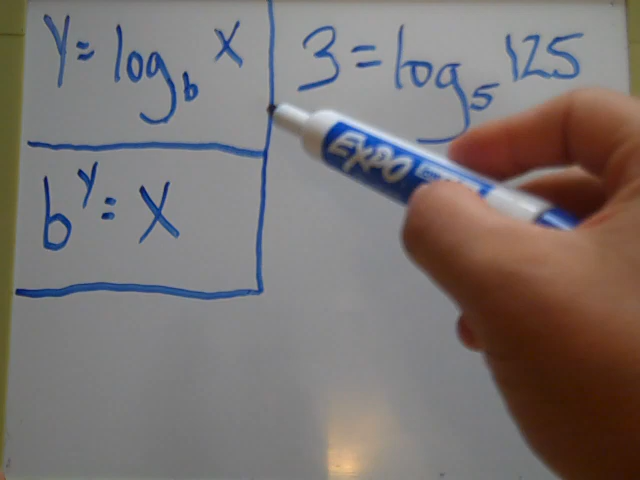 y = log_b x
b^y = x
3 = log_5 125
EXPO